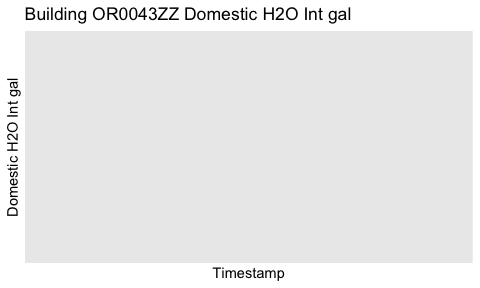 Building OR0043ZZ Domestic H2O Int gal
Domestic H2O Int gal
Timestamp